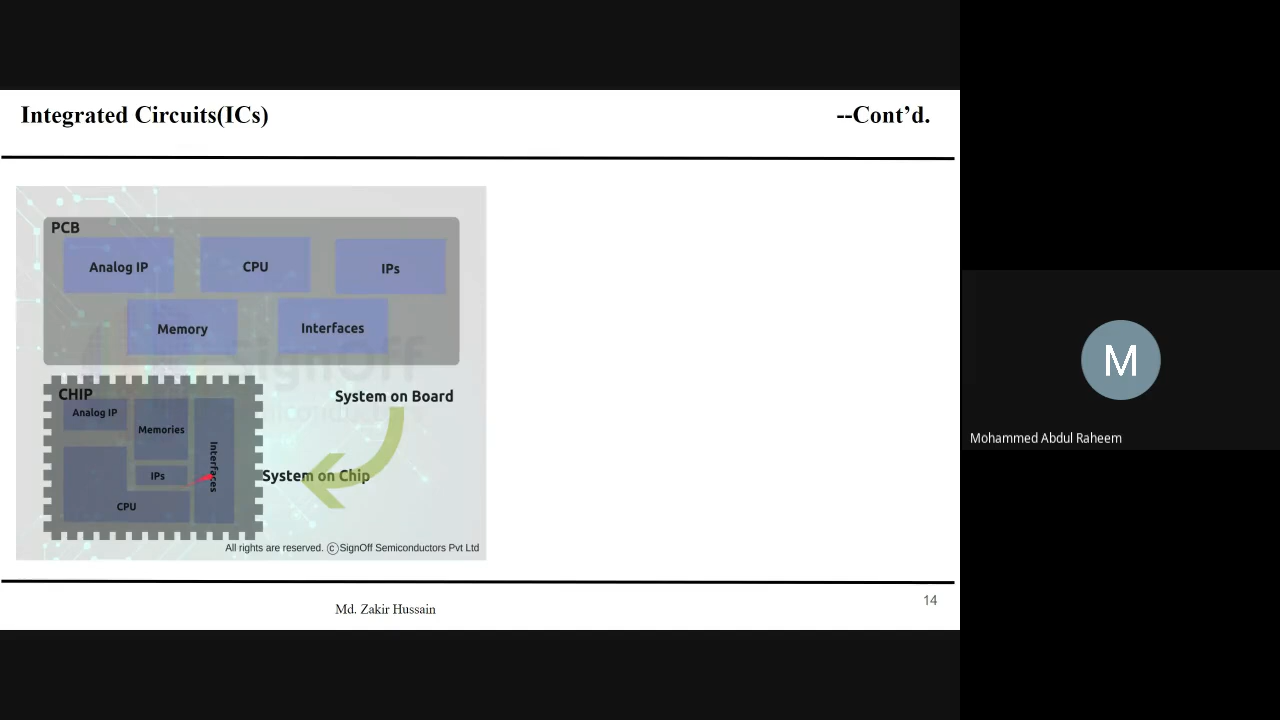 Integrated Circuits(ICs)
--Cont’d.
PCB
Analog IP
CPU
IPs
Memory
Interfaces
SignOff
CHIP
Analog IP
Memories
Interfaces
IPs
CPU
System on Board
System on Chip
All rights are reserved. ©SignOff Semiconductors Pvt Ltd
Md. Zakir Hussain
14
M
Mohammed Abdul Raheem